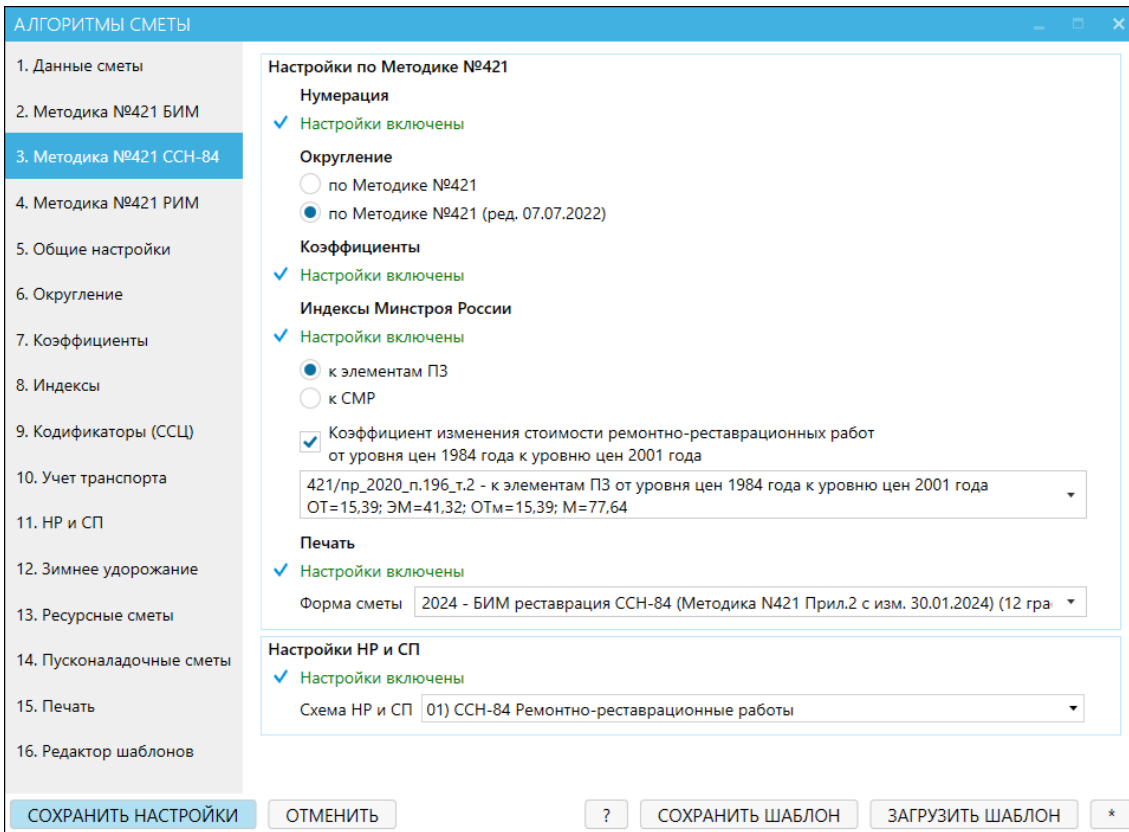 АЛГОРИТМЫ СМЕТЫ
1. Данные сметы
2. Методика №421 БИМ
3. Методика №421 ССН-84
4. Методика №421 РИМ
5. Общие настройки
6. Округление
7. Коэффициенты
8. Индексы
9. Кодификаторы (ССЦ)
10. Учет транспорта
11. НР и СП
12. Зимнее удорожание
13. Ресурсные сметы
14. Пусконаладочные сметы
15. Печать
16. Редактор шаблонов
Настройки по Методике №421
Нумерация
Настройки включены
Округление
по Методике №421
по Методике №421 (ред. 07.07.2022)
Коэффициенты
Настройки включены
Индексы Минстроя России
Настройки включены
к элементам ПЗ
к СМР
Коэффициент изменения стоимости ремонтно-реставрационных работ
от уровня цен 1984 года к уровню цен 2001 года
421/пр_2020_п.196_т.2 - к элементам ПЗ от уровня цен 1984 года к уровню цен 2001 года
ОТ=15,39; ЭМ=41,32; ОТм=15,39; М=77,64
Печать
Настройки включены
Форма сметы 2024 - БИМ реставрация ССН-84 (Методика N421 Прил.2 с изм. 30.01.2024) (12 гра
Настройки НР и СП
Настройки включены
Схема НР и СП 01) ССН-84 Ремонтно-реставрационные работы
СОХРАНИТЬ НАСТРОЙКИ ОТМЕНИТЬ ? СОХРАНИТЬ ШАБЛОН ЗАГРУЗИТЬ ШАБЛОН *